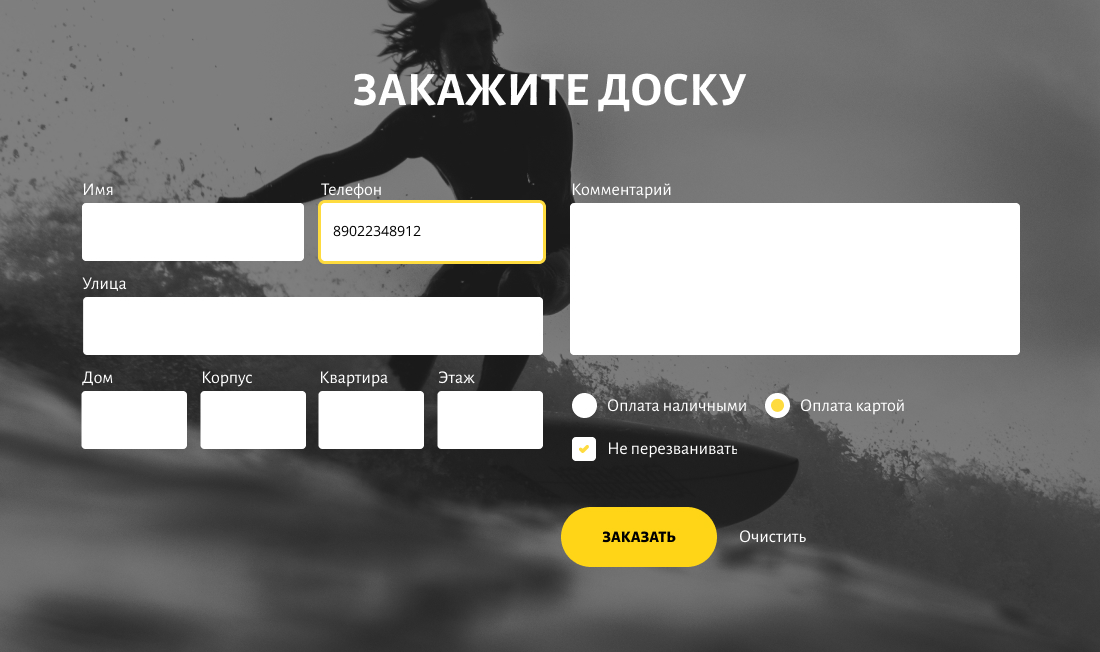 ЗАКАЖИТЕ ДОСКУ
Имя
Телефон
89022348912
Улица
Дом Корпус Квартира Этаж
Комментарий
Оплата наличными Оплата картой
Не перезванивать
ЗАКАЗАТЬ Очистить